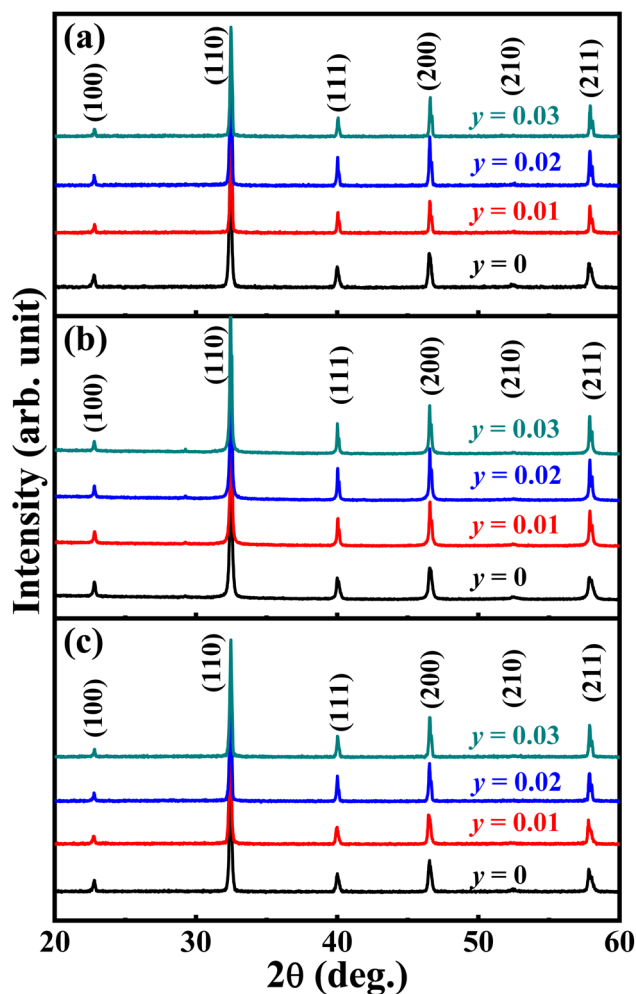 (a)
(100)
(110)
(111)
(200)
(210)
(211)
y = 0.03
y = 0.02
y = 0.01
y = 0
(b)
(100)
(110)
(111)
(200)
(210)
(211)
y = 0.03
y = 0.02
y = 0.01
y = 0
(c)
(100)
(110)
(111)
(200)
(210)
(211)
y = 0.03
y = 0.02
y = 0.01
y = 0
Intensity (arb. unit)
20 30 40 50 60
2θ (deg.)